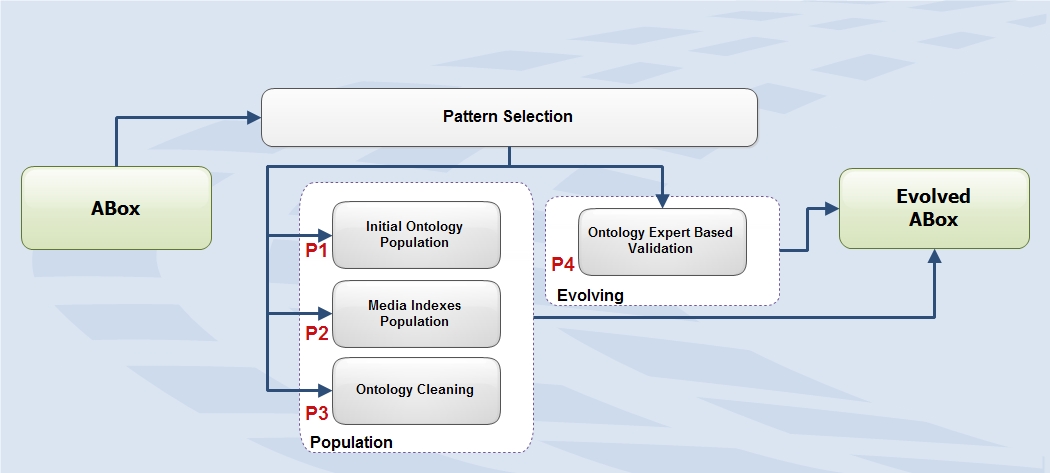 Pattern Selection
ABox
Initial Ontology
Population
P1
Media Indexes
Population
P2
Ontology Cleaning
P3
Population
Ontology Expert Based
Validation
P4
Evolving
Evolved
ABox